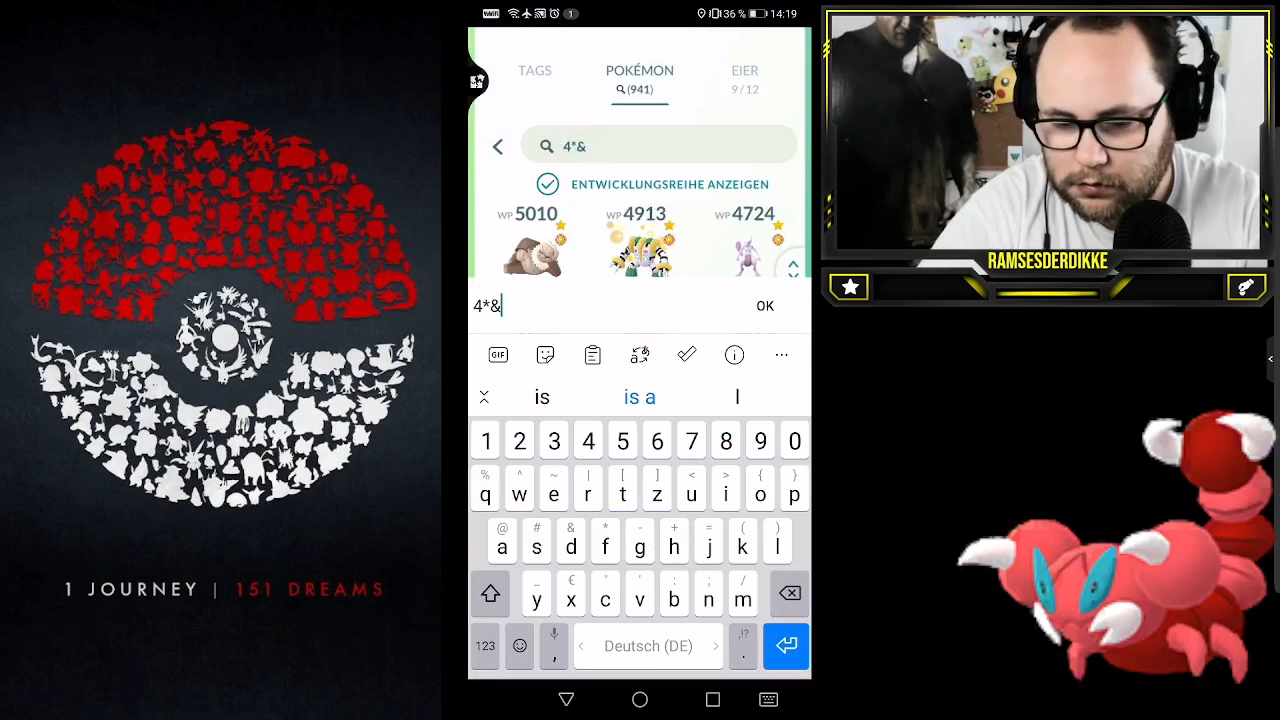 VoWiFi 1 36 % 14:19
TAGS POKÉMON EIER
(941) 9 / 12
4*&
ENTWICKLUNGSREIHE ANZEIGEN
WP 5010 WP 4913 WP 4724
4*& OK
GIF
is is a l
1 2 3 4 5 6 7 8 9 0
% ^ ~ | [ ] < > { }
q w e r t z u i o p
@ # & * - + = ( )
a s d f g h j k l
_ € " ' : ; /
y x c v b n m
123 , < Deutsch (DE) > ,!? .
RAMSESDERDIKKE
1 JOURNEY | 151 DREAMS